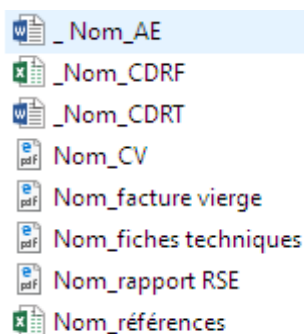 _ Nom_AE
_Nom_CDRF
_Nom_CDRT
Nom_CV
Nom_facture vierge
Nom_fiches techniques
Nom_rapport RSE
Nom_références